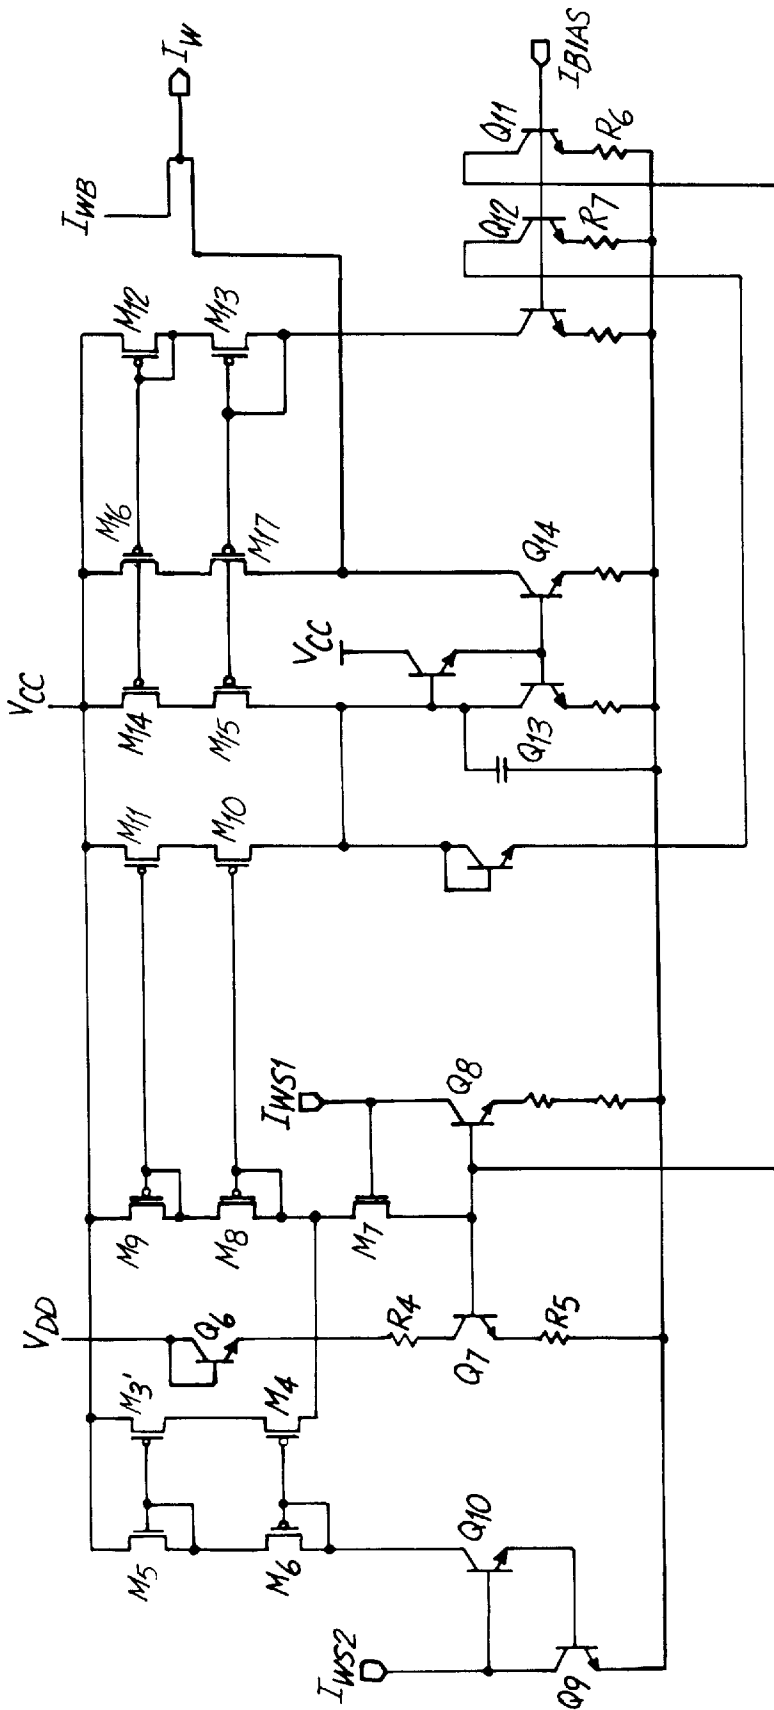 I_WB
I_W
M12
M13
Q11
Q12
R6
R7
I_BIAS
M16
M17
Q14
V_CC
V_CC
M14
M15
Q13
M11
M10
I_WS1
Q8
M9
M8
M7
V_DD
Q6
R4
Q7
R5
M3'
M4
M5
M6
Q10
I_WS2
Q9